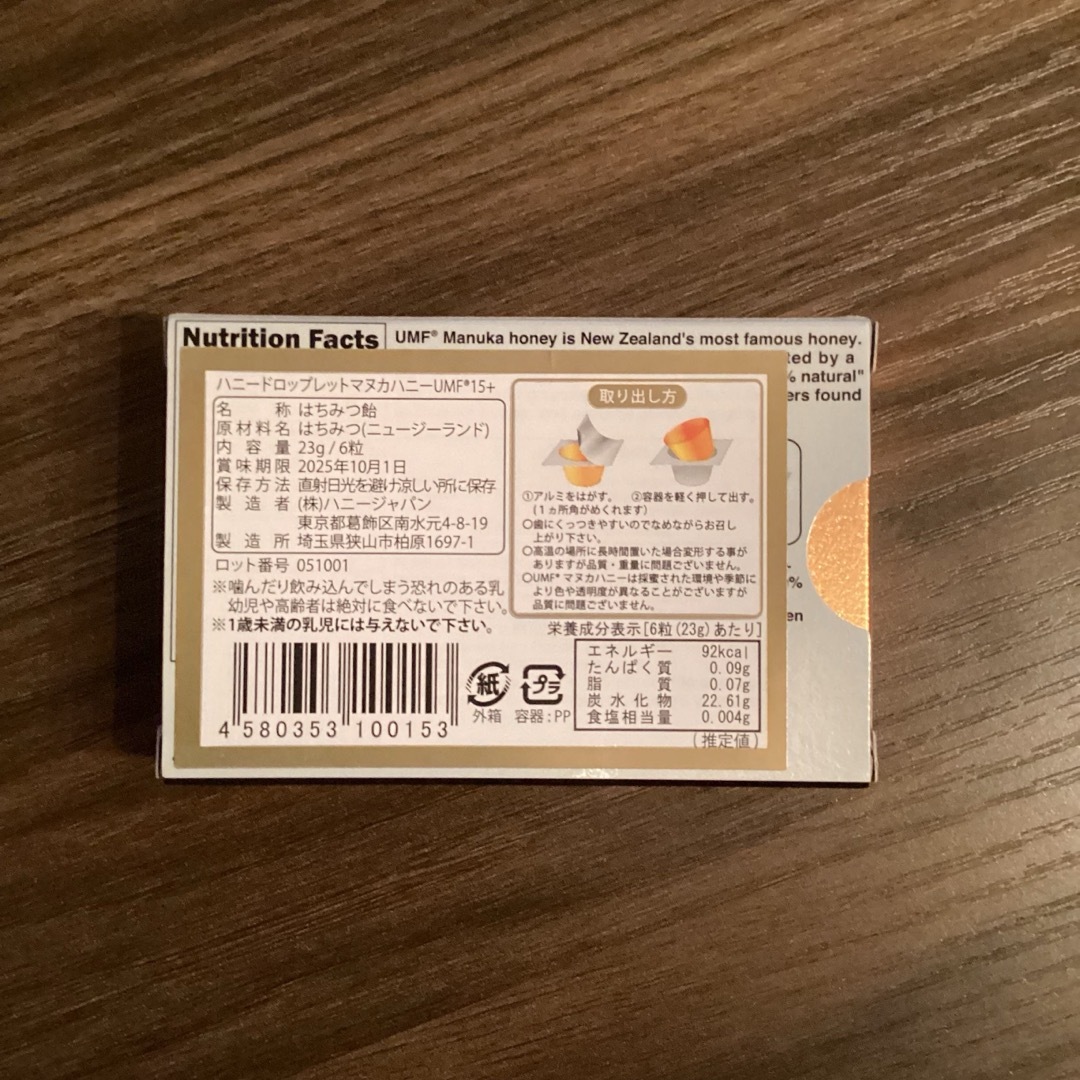 Nutrition Facts
UMF® Manuka honey is New Zealand's most famous honey.
ted by a
% natural"
ers found
ハニードロップレットマヌカハニーUMF®15+
名称 はちみつ飴
原材料名 はちみつ(ニュージーランド)
内容量 23g / 6粒
賞味期限 2025年10月1日
保存方法 直射日光を避け涼しい所に保存
製造者 (株)ハニージャパン
東京都葛飾区南水元4-8-19
製造所 埼玉県狭山市柏原1697-1
ロット番号 051001
※噛んだり飲み込んでしまう恐れのある乳
幼児や高齢者は絶対に食べないで下さい。
※1歳未満の乳児には与えないで下さい。
4 580353 100153
紙
外箱
プラ
容器:PP
取り出し方
①アルミをはがす。 ②容器を軽く押して出す。
(1ヵ所角がめくれます)
○歯にくっつきやすいのでなめながらお召し
上がり下さい。
○高温の場所に長時間置いた場合変形する事が
ありますが品質・重量に問題ございません。
○UMF®マヌカハニーは採蜜された環境や季節に
より色や透明度が異なることがございますが
品質に問題ございません。
栄養成分表示[6粒(23g)あたり]
エネルギー 92kcal
たんぱく質 0.09g
脂質 0.07g
炭水化物 22.61g
食塩相当量 0.004g
(推定値)
%
en